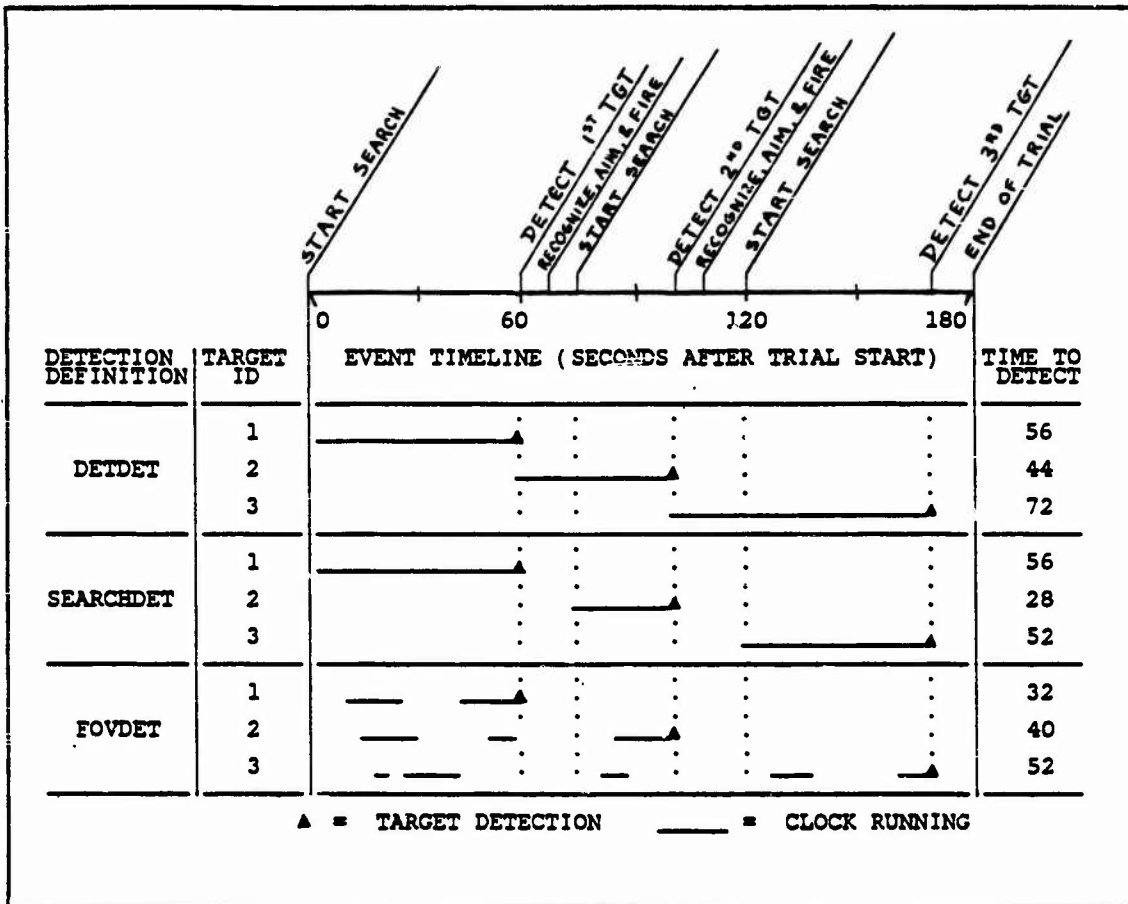 START SEARCH
DETECT 1ST TGT
RECOGNIZE, AIM, & FIRE
START SEARCH
DETECT 2ND TGT
RECOGNIZE, AIM, & FIRE
START SEARCH
DETECT 3RD TGT
END OF TRIAL
0 60 120 180
DETECTION DEFINITION TARGET ID EVENT TIMELINE (SECONDS AFTER TRIAL START) TIME TO DETECT
1 56
DETDET 2 44
3 72
1 56
SEARCHDET 2 28
3 52
1 32
FOVDET 2 40
3 52
▲ = TARGET DETECTION ____ = CLOCK RUNNING